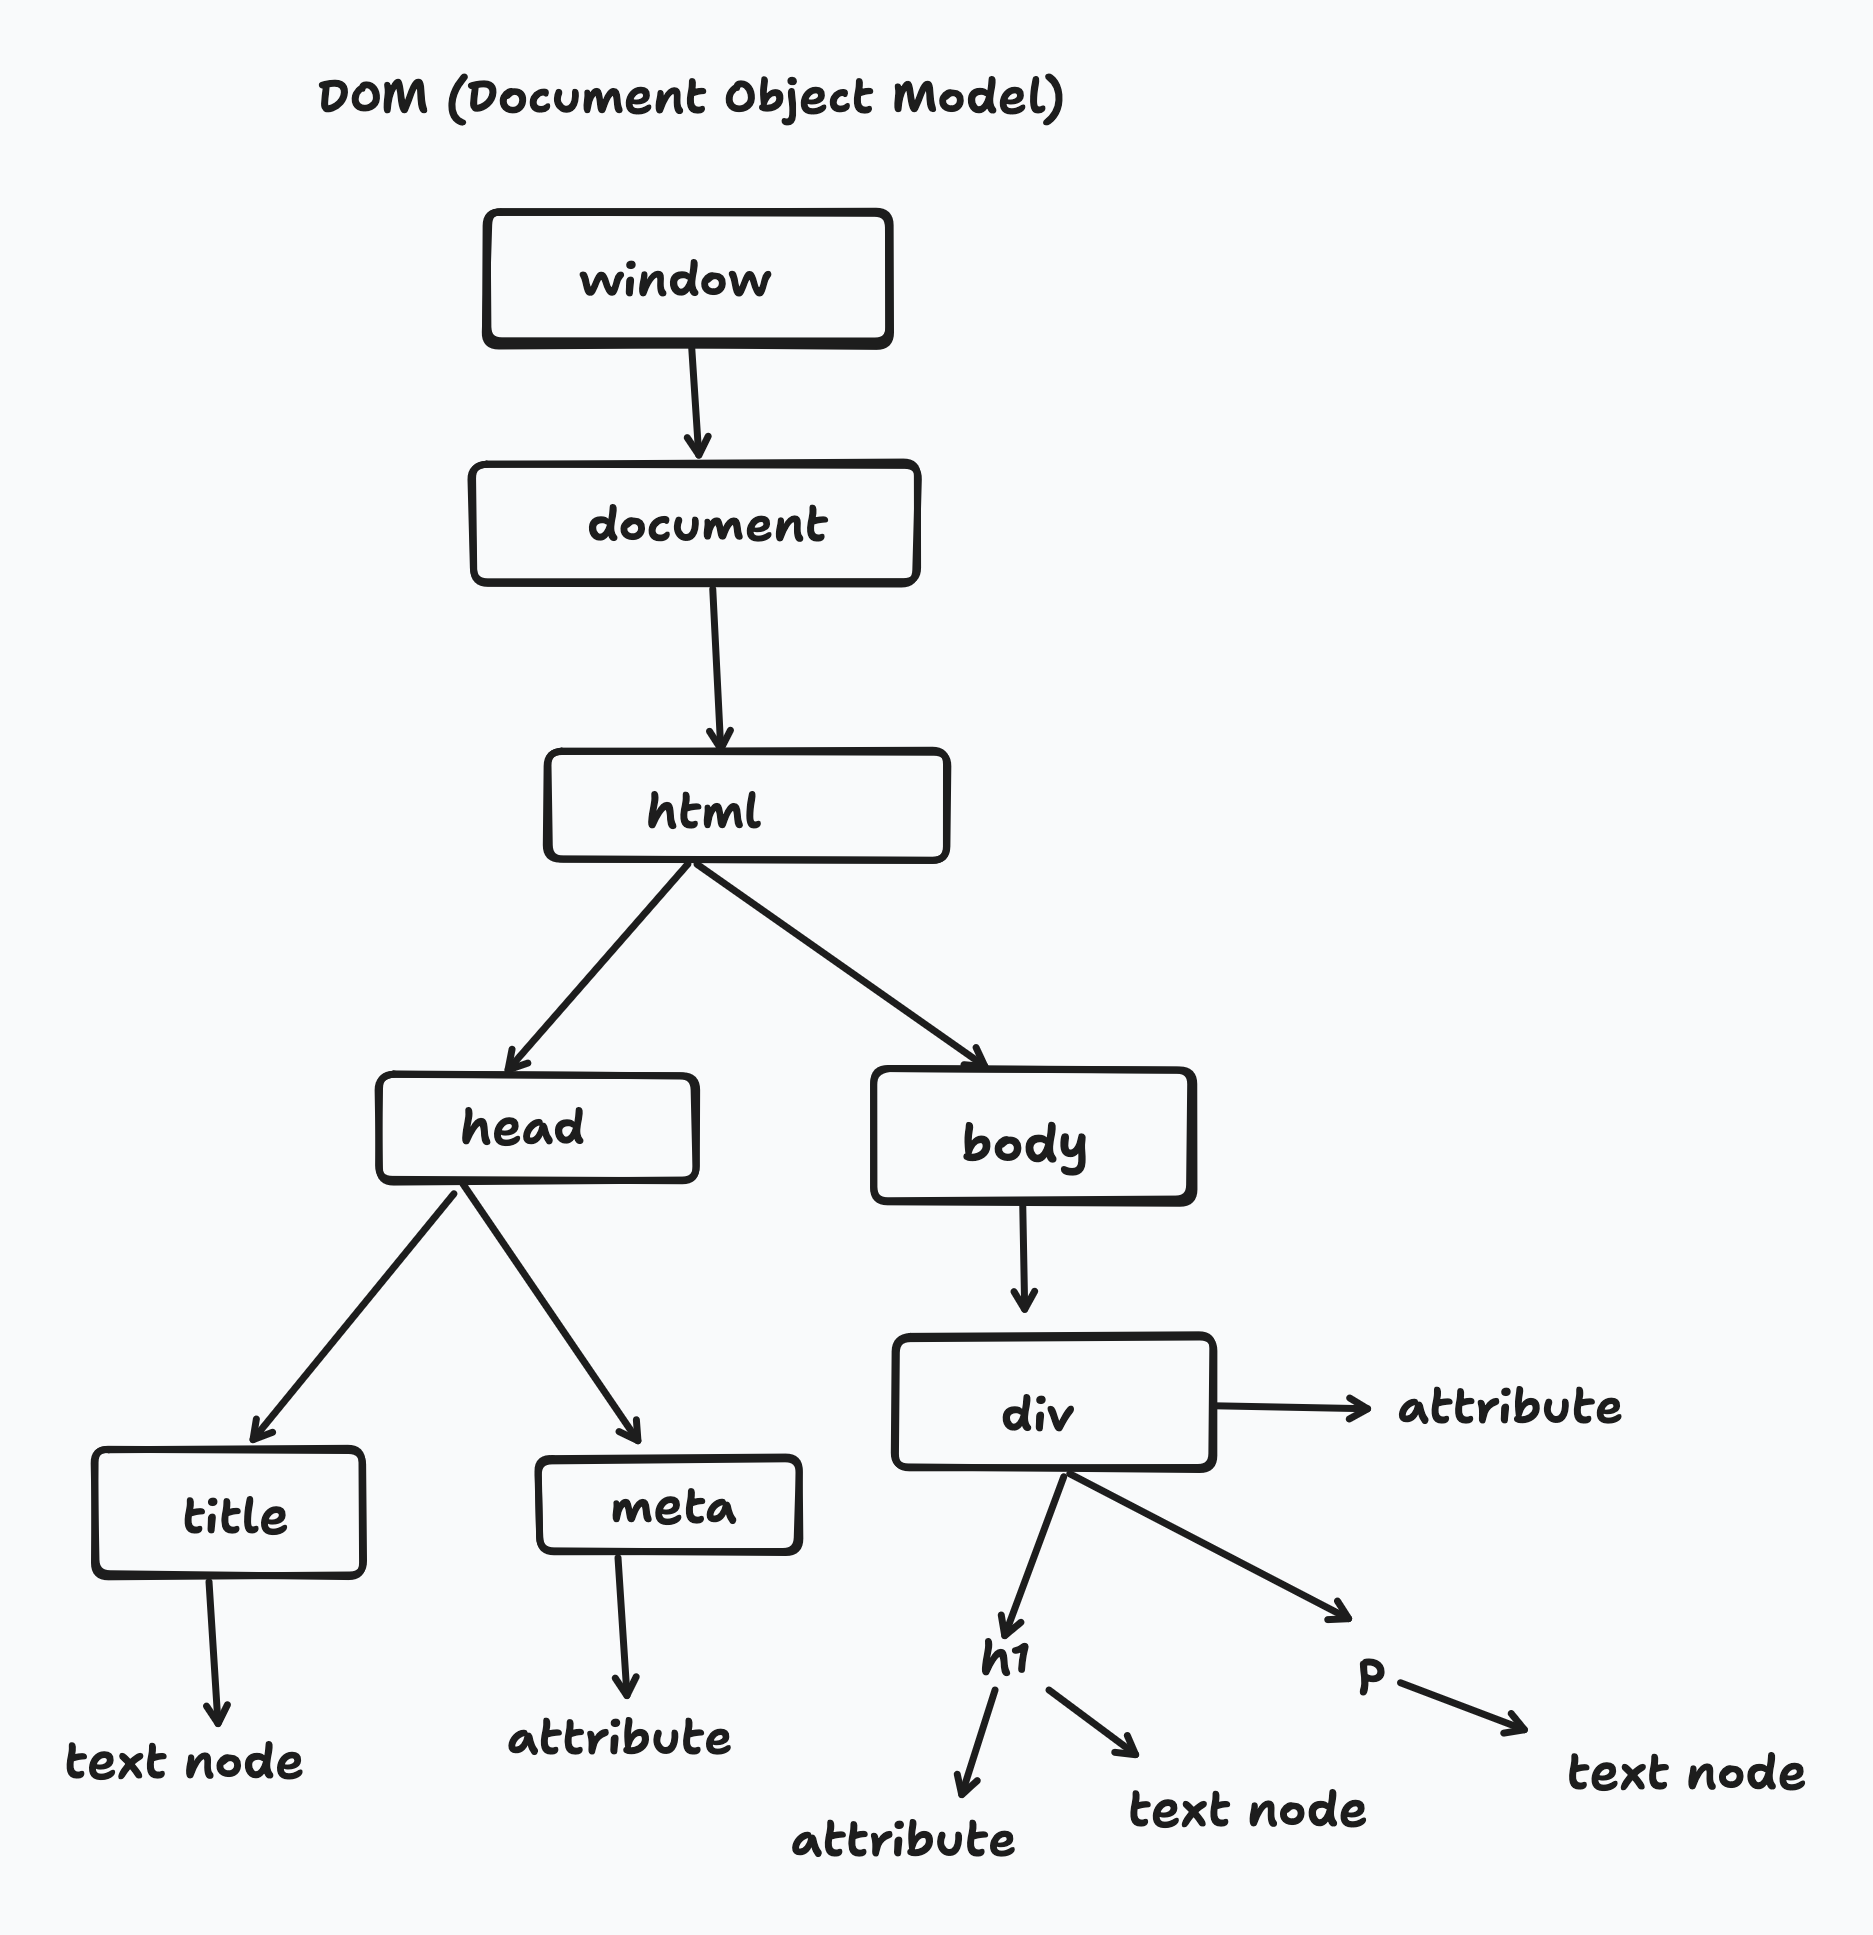 DOM (Document Object Model)
window
document
html
head
body
title
meta
div
attribute
h1
p
text node
attribute
attribute
text node
text node